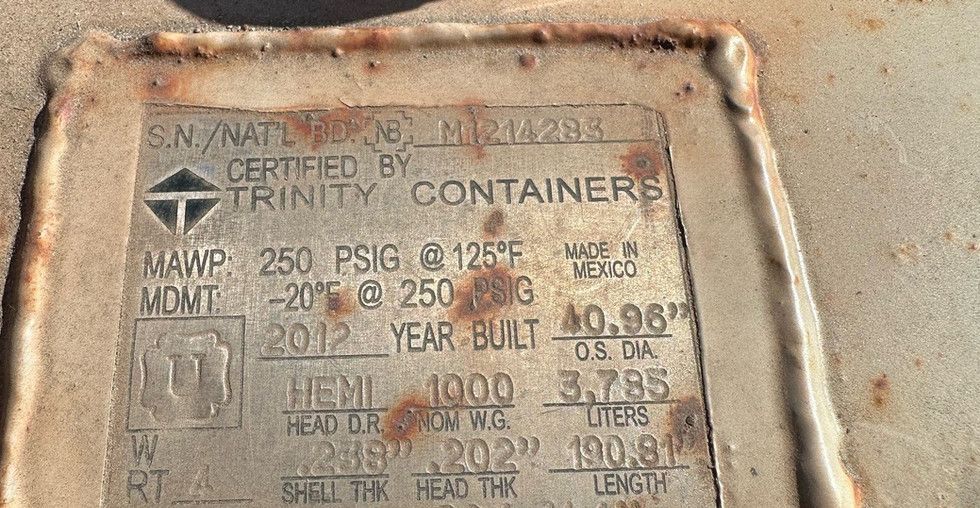 S.N./NAT'L BD. NB M1214283
CERTIFIED BY
TRINITY CONTAINERS
MAWP: 250 PSIG @ 125°F
MADE IN
MEXICO
MDMT: -20°F @ 250 PSIG
2012 YEAR BUILT 40.96"
O.S. DIA.
U
HEMI 1000 3,785
HEAD D.R. NOM W.G. LITERS
W
.238" .202" 190.81"
RT 4
SHELL THK HEAD THK LENGTH